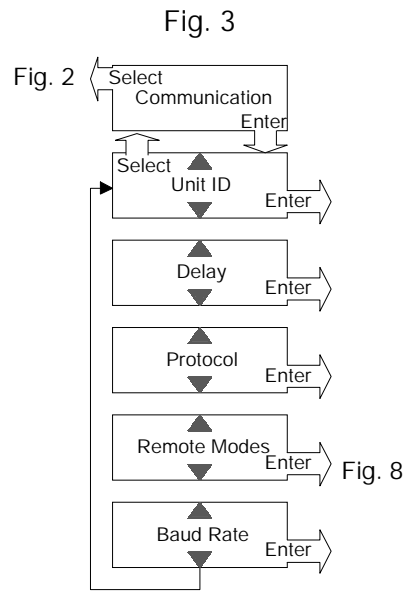 Fig. 3
Fig. 2
Select
Communication
Enter
Select
Unit ID
Enter
Delay
Enter
Protocol
Enter
Remote Modes
Enter
Fig. 8
Baud Rate
Enter